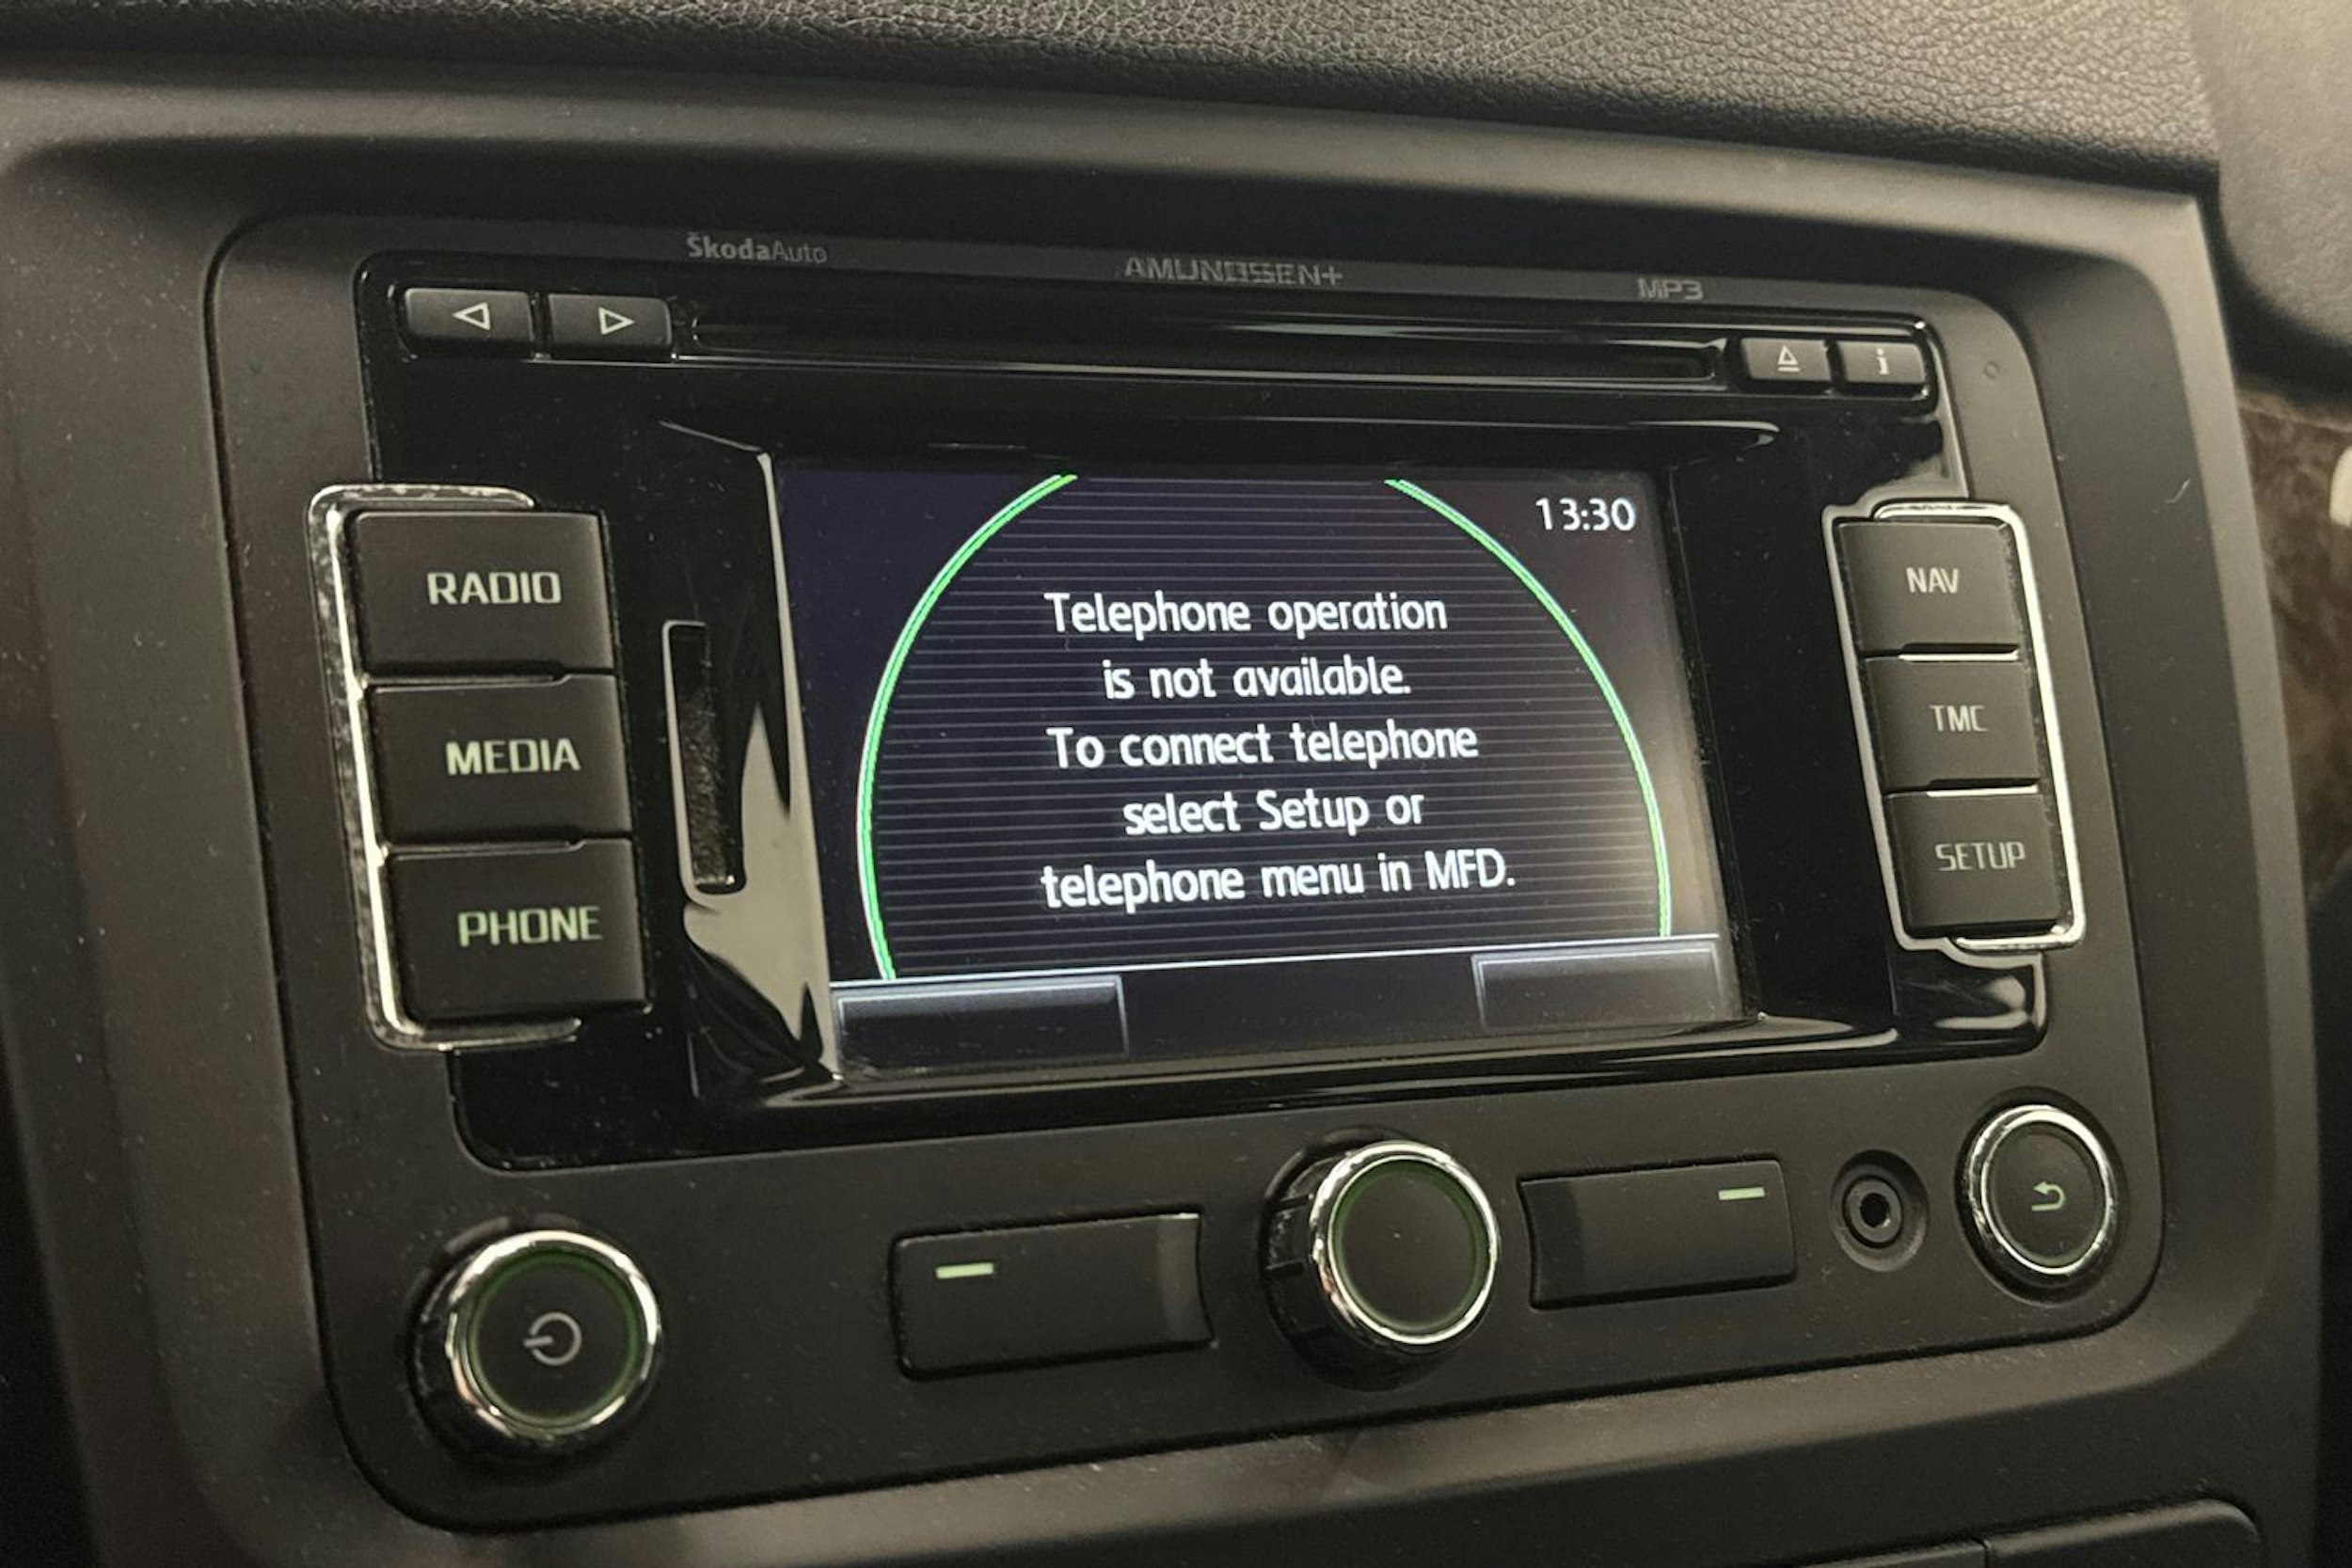 ŠkodaAuto
AMUNDSEN+
MP3
i
13:30
RADIO
MEDIA
PHONE
Telephone operation
is not available.
To connect telephone
select Setup or
telephone menu in MFD.
NAV
TMC
SETUP